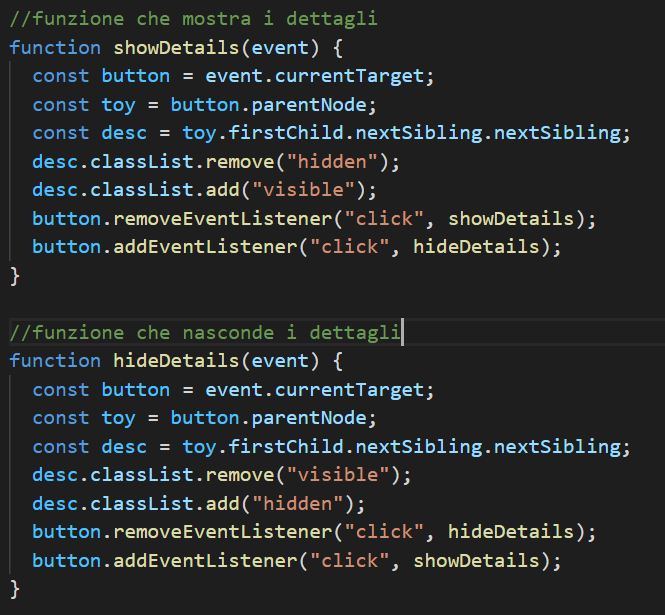 //funzione che mostra i dettagli
function showDetails(event) {
  const button = event.currentTarget;
  const toy = button.parentNode;
  const desc = toy.firstChild.nextSibling.nextSibling;
  desc.classList.remove("hidden");
  desc.classList.add("visible");
  button.removeEventListener("click", showDetails);
  button.addEventListener("click", hideDetails);
}

//funzione che nasconde i dettagli
function hideDetails(event) {
  const button = event.currentTarget;
  const toy = button.parentNode;
  const desc = toy.firstChild.nextSibling.nextSibling;
  desc.classList.remove("visible");
  desc.classList.add("hidden");
  button.removeEventListener("click", hideDetails);
  button.addEventListener("click", showDetails);
}